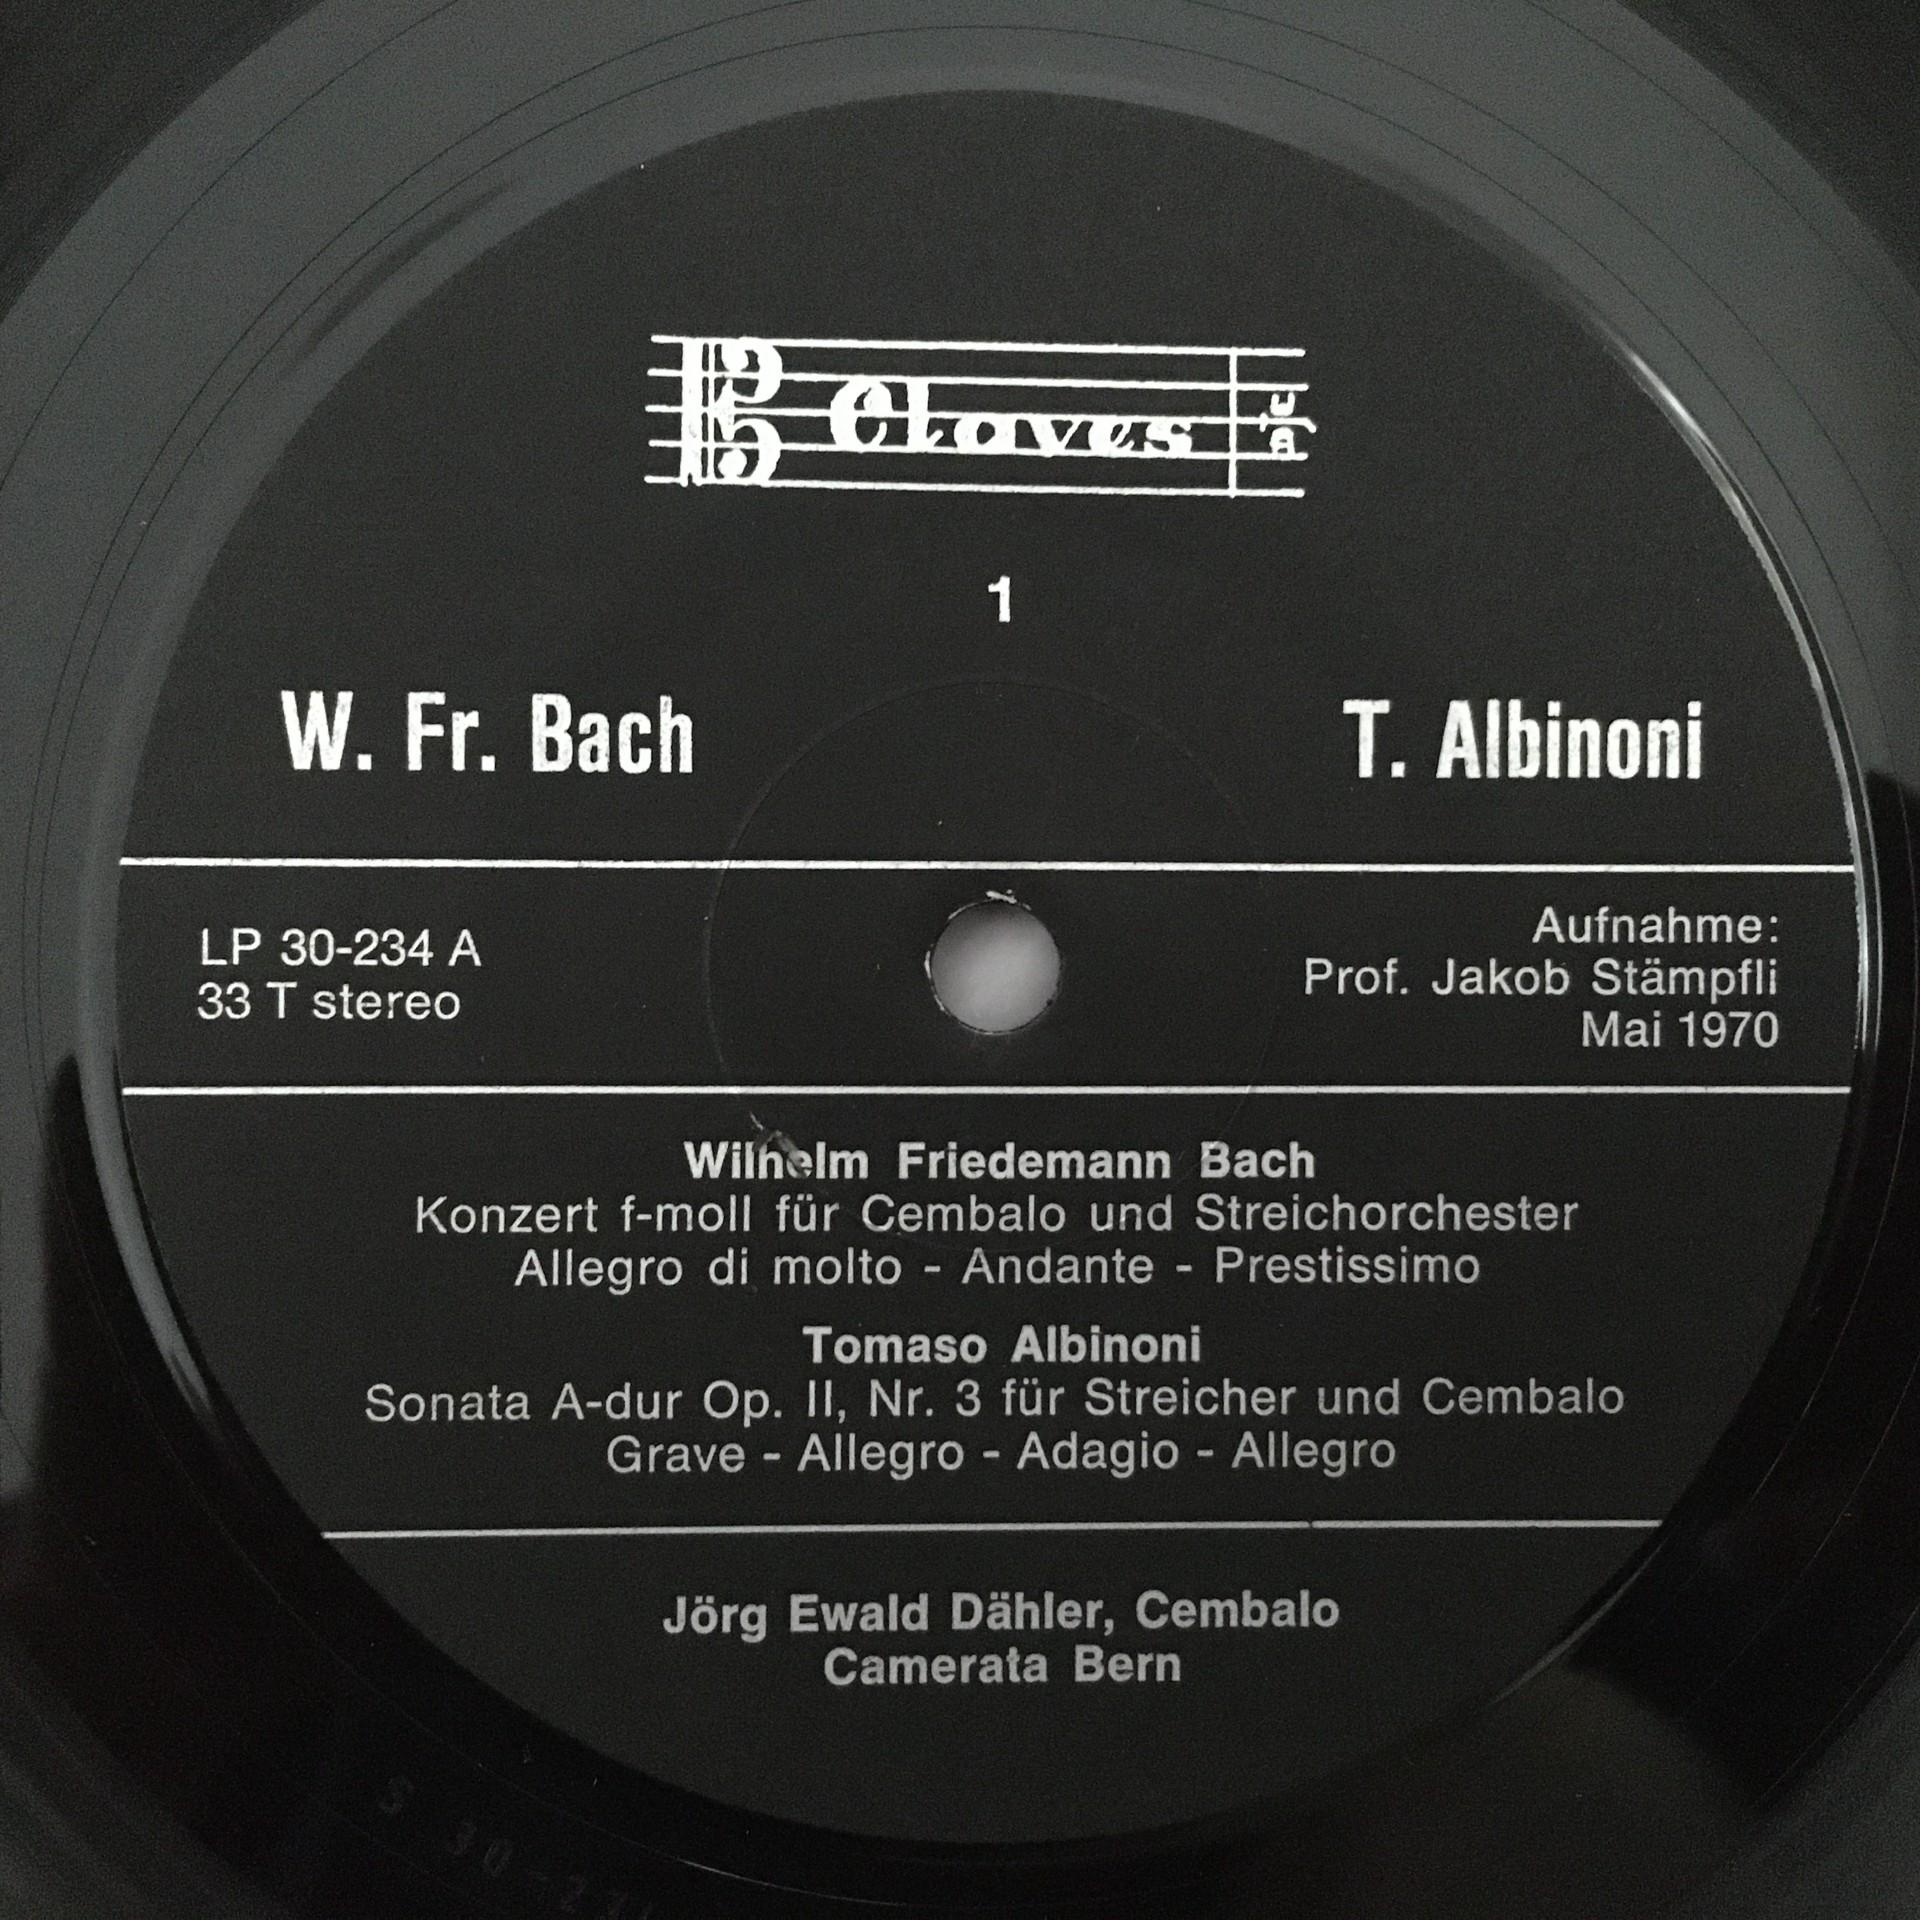 Claves
1
W. Fr. Bach
T. Albinoni
LP 30-234 A
33 T stereo
Aufnahme:
Prof. Jakob Stämpfli
Mai 1970
Wilhelm Friedemann Bach
Konzert f-moll für Cembalo und Streichorchester
Allegro di molto - Andante - Prestissimo
Tomaso Albinoni
Sonata A-dur Op. II, Nr. 3 für Streicher und Cembalo
Grave - Allegro - Adagio - Allegro
Jörg Ewald Dähler, Cembalo
Camerata Bern